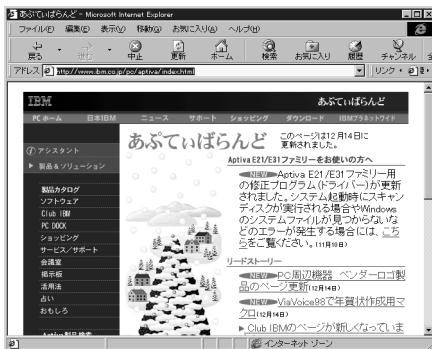 あぷてぃばらんど - Microsoft Internet Explorer
ファイル(F) 編集(E) 表示(V) 移動(G) お気に入り(A) ヘルプ(H)
戻る 進む 中止 更新 ホーム 検索 お気に入り 履歴 チャンネル
アドレス http://www.ibm.co.jp/pc/aptiva/index.html リンク
IBM あぷてぃばらんど
PC ホーム 日本IBM ニュース サポート ショッピング ダウンロード IBMプラネットワイド
アシスタント
製品&ソリューション
製品カタログ
ソフトウェア
Club IBM
PC DOCK
ショッピング
サービス/サポート
会議室
掲示板
活用法
占い
おもしろ
Aptiva製品検索
あぷてぃばらんど
このページは12月14日に
更新されました。
Aptiva E21/E31ファミリーをお使いの方へ
NEW Aptiva E21/E31ファミリー用
の修正プログラム(ドライバー)が更新
されました。システム起動時にスキャン
ディスクが実行される場合やWindows
のシステムファイルが見つからないな
どのエラーが発生する場合には、こち
らをご覧ください。(11月10日)
リードストーリー
NEW PC周辺機器 ベンダーロゴ製
品のページ更新(12月14日)
NEW ViaVoice98で年賀状作成用マ
クロ(12月14日)
Club IBMのページが新しくなっていま
インターネット ゾーン